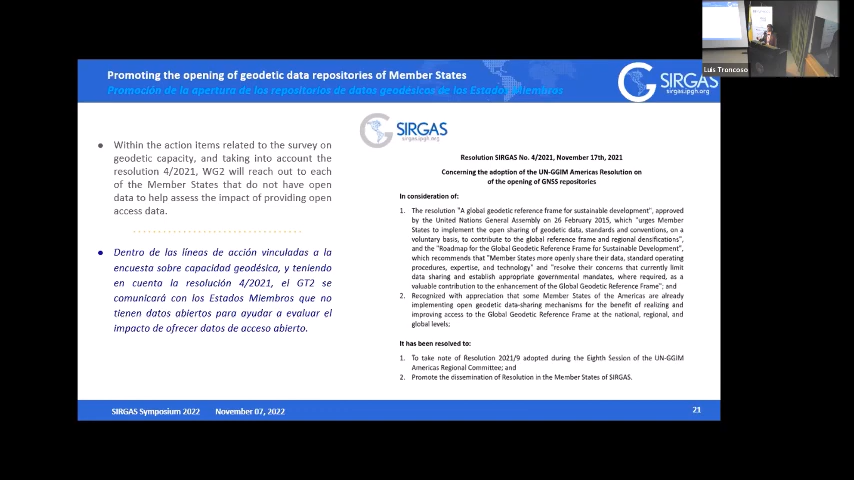 Luis Troncoso
Promoting the opening of geodetic data repositories of Member States
Promoción de la apertura de los repositorios de datos geodésicos de los Estados Miembros
SIRGAS
sirgas.ipgh.org
● Within the action items related to the survey on
geodetic capacity, and taking into account the
resolution 4/2021, WG2 will reach out to each
of the Member States that do not have open
data to help assess the impact of providing open
access data.
● Dentro de las líneas de acción vinculadas a la
encuesta sobre capacidad geodésica, y teniendo
en cuenta la resolución 4/2021, el GT2 se
comunicará con los Estados Miembros que no
tienen datos abiertos para ayudar a evaluar el
impacto de ofrecer datos de acceso abierto.
SIRGAS
sirgas.ipgh.org
Resolution SIRGAS No. 4/2021, November 17th, 2021
Concerning the adoption of the UN-GGIM Americas Resolution on
of the opening of GNSS repositories
In consideration of:
1. The resolution "A global geodetic reference frame for sustainable development", approved
by the United Nations General Assembly on 26 February 2015, which "urges Member
States to implement the open sharing of geodetic data, standards and conventions, on a
voluntary basis, to contribute to the global reference frame and regional densifications",
and the "Roadmap for the Global Geodetic Reference Frame for Sustainable Development",
which recommends that "Member States more openly share their data, standard operating
procedures, expertise, and technology" and "resolve their concerns that currently limit
data sharing and establish appropriate governmental mandates, where required, as a
valuable contribution to the enhancement of the Global Geodetic Reference Frame"; and
2. Recognized with appreciation that some Member States of the Americas are already
implementing open geodetic data-sharing mechanisms for the benefit of realizing and
improving access to the Global Geodetic Reference Frame at the national, regional, and
global levels;
It has been resolved to:
1. To take note of Resolution 2021/9 adopted during the Eighth Session of the UN-GGIM
Americas Regional Committee; and
2. Promote the dissemination of Resolution in the Member States of SIRGAS.
SIRGAS Symposium 2022 November 07, 2022
21